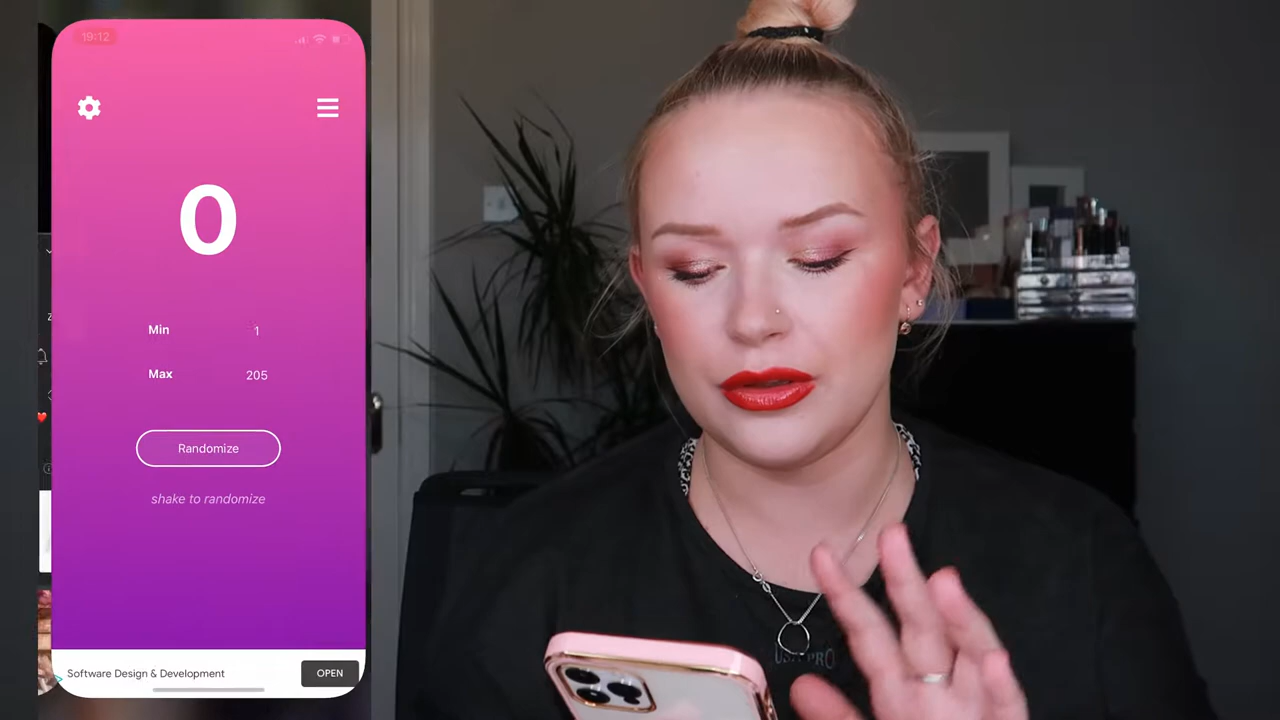 19:12
0
Min 1
Max 205
Randomize
shake to randomize
Software Design & Development OPEN